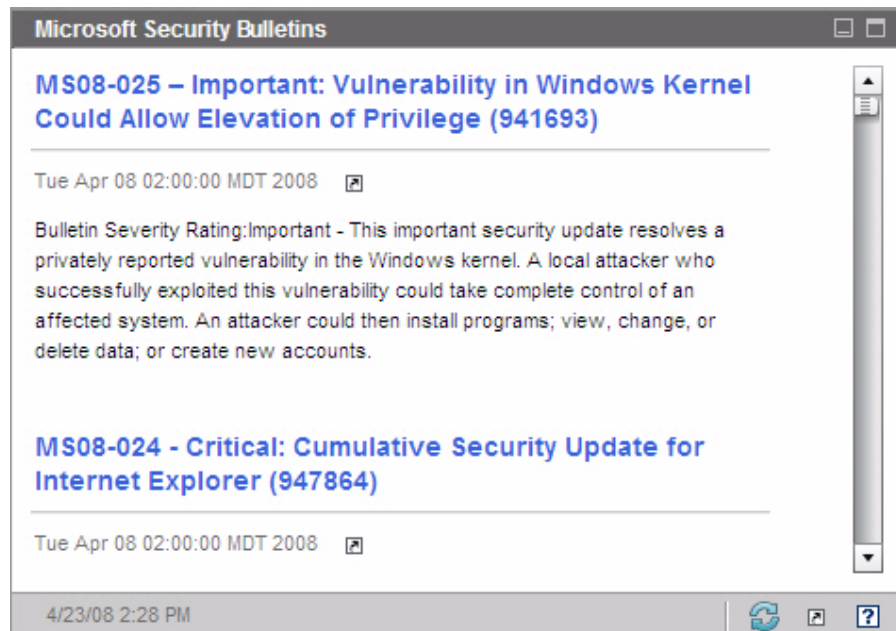 Microsoft Security Bulletins
MS08-025 – Important: Vulnerability in Windows Kernel
Could Allow Elevation of Privilege (941693)
Tue Apr 08 02:00:00 MDT 2008
Bulletin Severity Rating:Important - This important security update resolves a
privately reported vulnerability in the Windows kernel. A local attacker who
successfully exploited this vulnerability could take complete control of an
affected system. An attacker could then install programs; view, change, or
delete data; or create new accounts.
MS08-024 - Critical: Cumulative Security Update for
Internet Explorer (947864)
Tue Apr 08 02:00:00 MDT 2008
4/23/08 2:28 PM
?